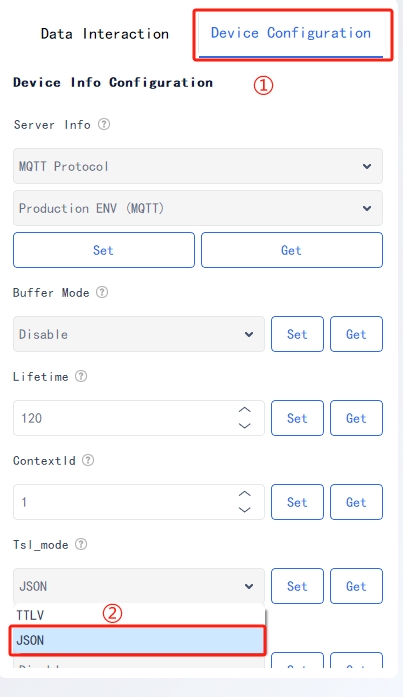 Data Interaction Device Configuration
Device Info Configuration ①
Server Info ?
MQTT Protocol
Production ENV (MQTT)
Set Get
Buffer Mode ?
Disable Set Get
Lifetime ?
120 Set Get
ContextId ?
1 Set Get
Tsl_mode ?
JSON Set Get
TTLV ②
JSON